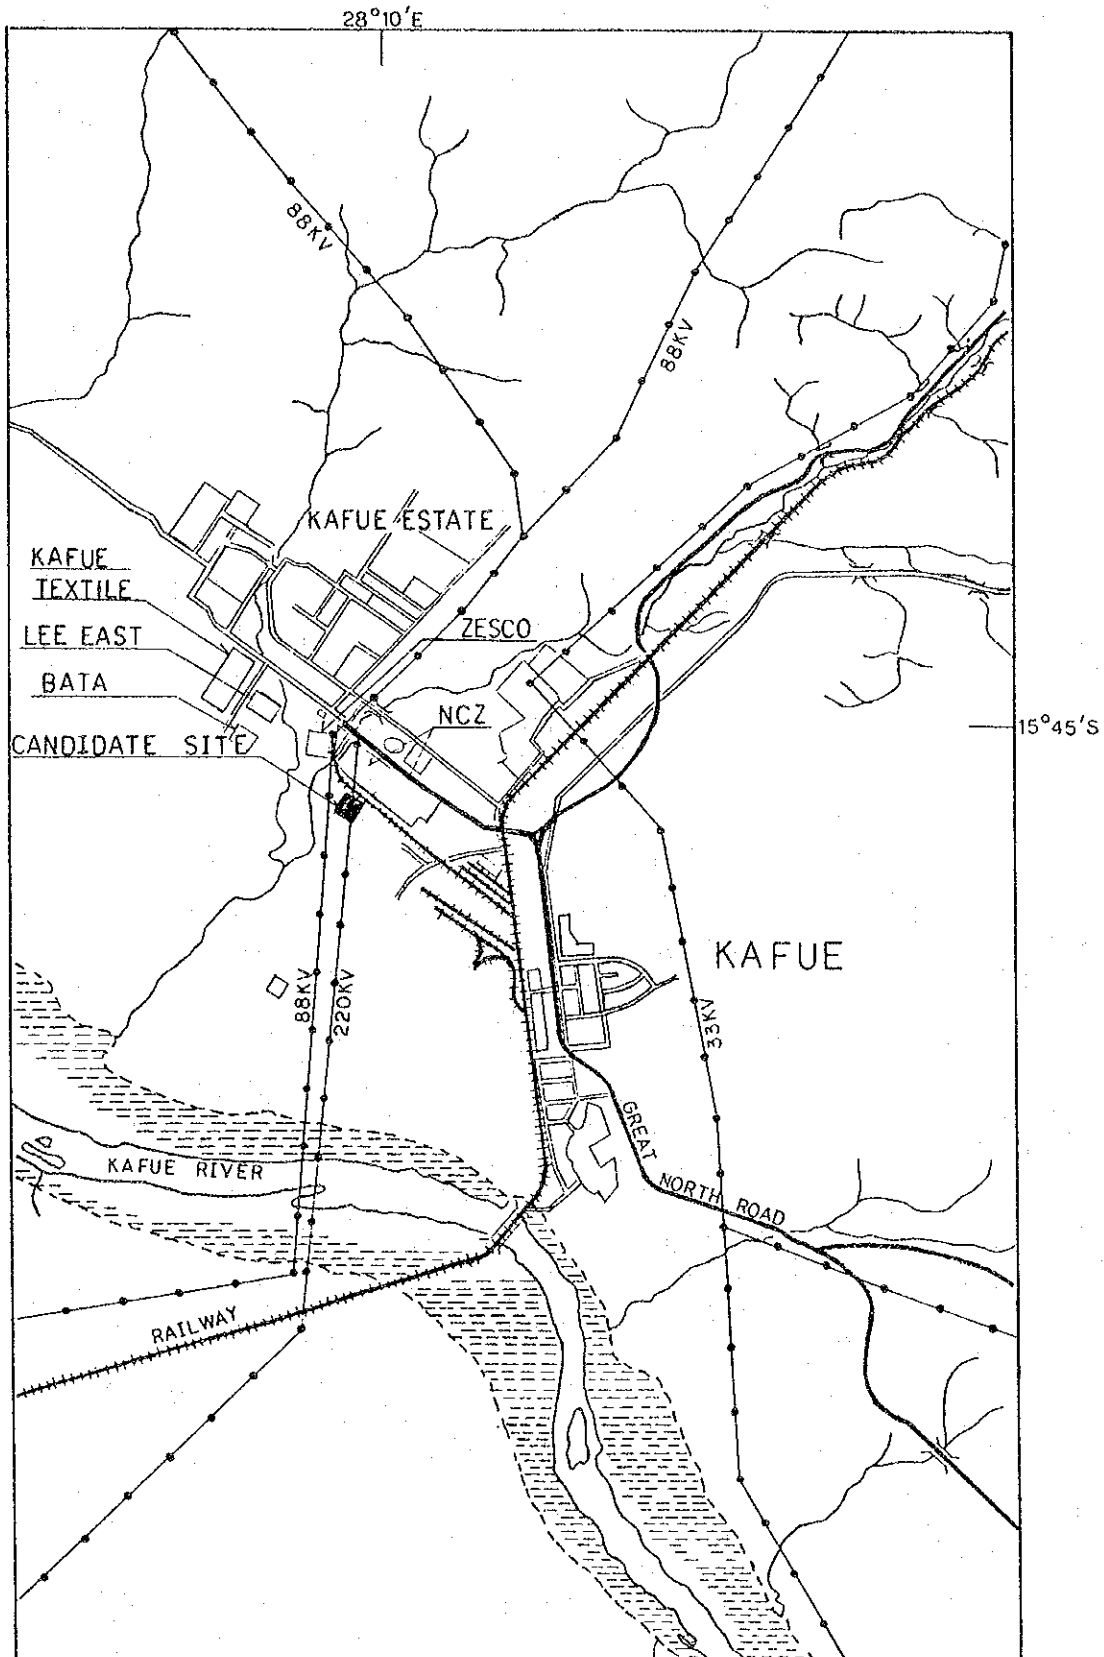 28°10'E
88KV
88KV
KAFUE ESTATE
KAFUE
TEXTILE
LEE EAST
ZESCO
BATA
NCZ
15°45'S
CANDIDATE SITE
KAFUE
88KV
220KV
33KV
GREAT
NORTH ROAD
KAFUE RIVER
RAILWAY